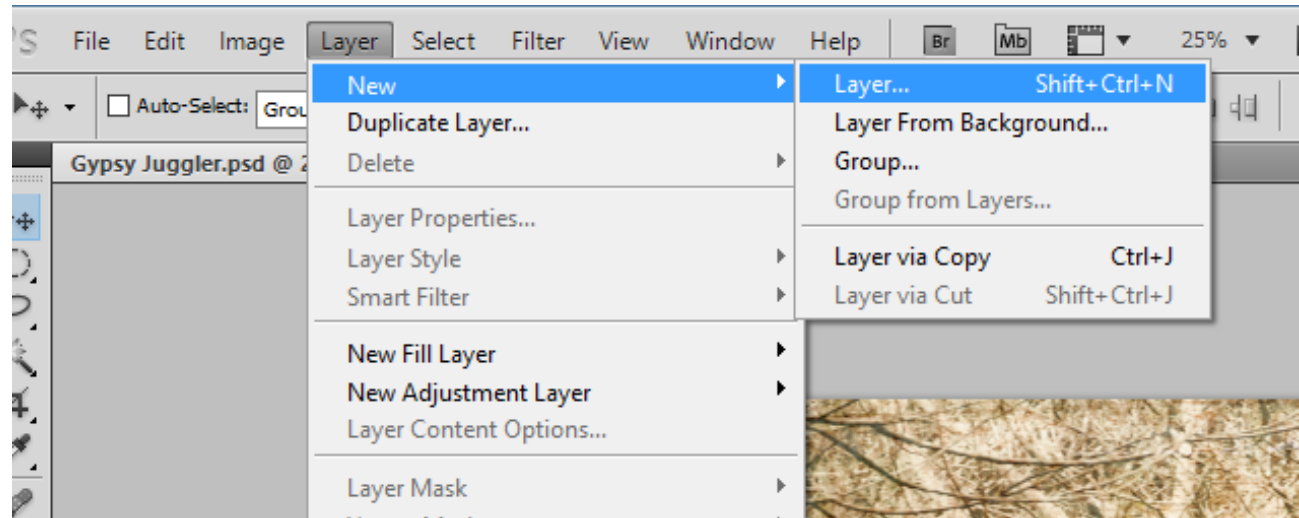 File Edit Image Layer Select Filter View Window Help Br Mb 25%
Auto-Select:
Gypsy Juggler.psd @
New
Duplicate Layer...
Delete
Layer Properties...
Layer Style
Smart Filter
New Fill Layer
New Adjustment Layer
Layer Content Options...
Layer Mask
Layer... Shift+Ctrl+N
Layer From Background...
Group...
Group from Layers...
Layer via Copy Ctrl+J
Layer via Cut Shift+Ctrl+J